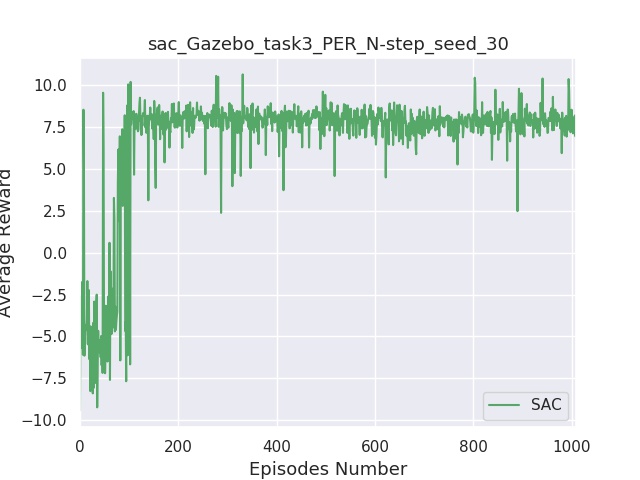 sac_Gazebo_task3_PER_N-step_seed_30
10.0
7.5
5.0
2.5
0.0
−2.5
−5.0
−7.5
−10.0
Average Reward
0 200 400 600 800 1000
Episodes Number
SAC